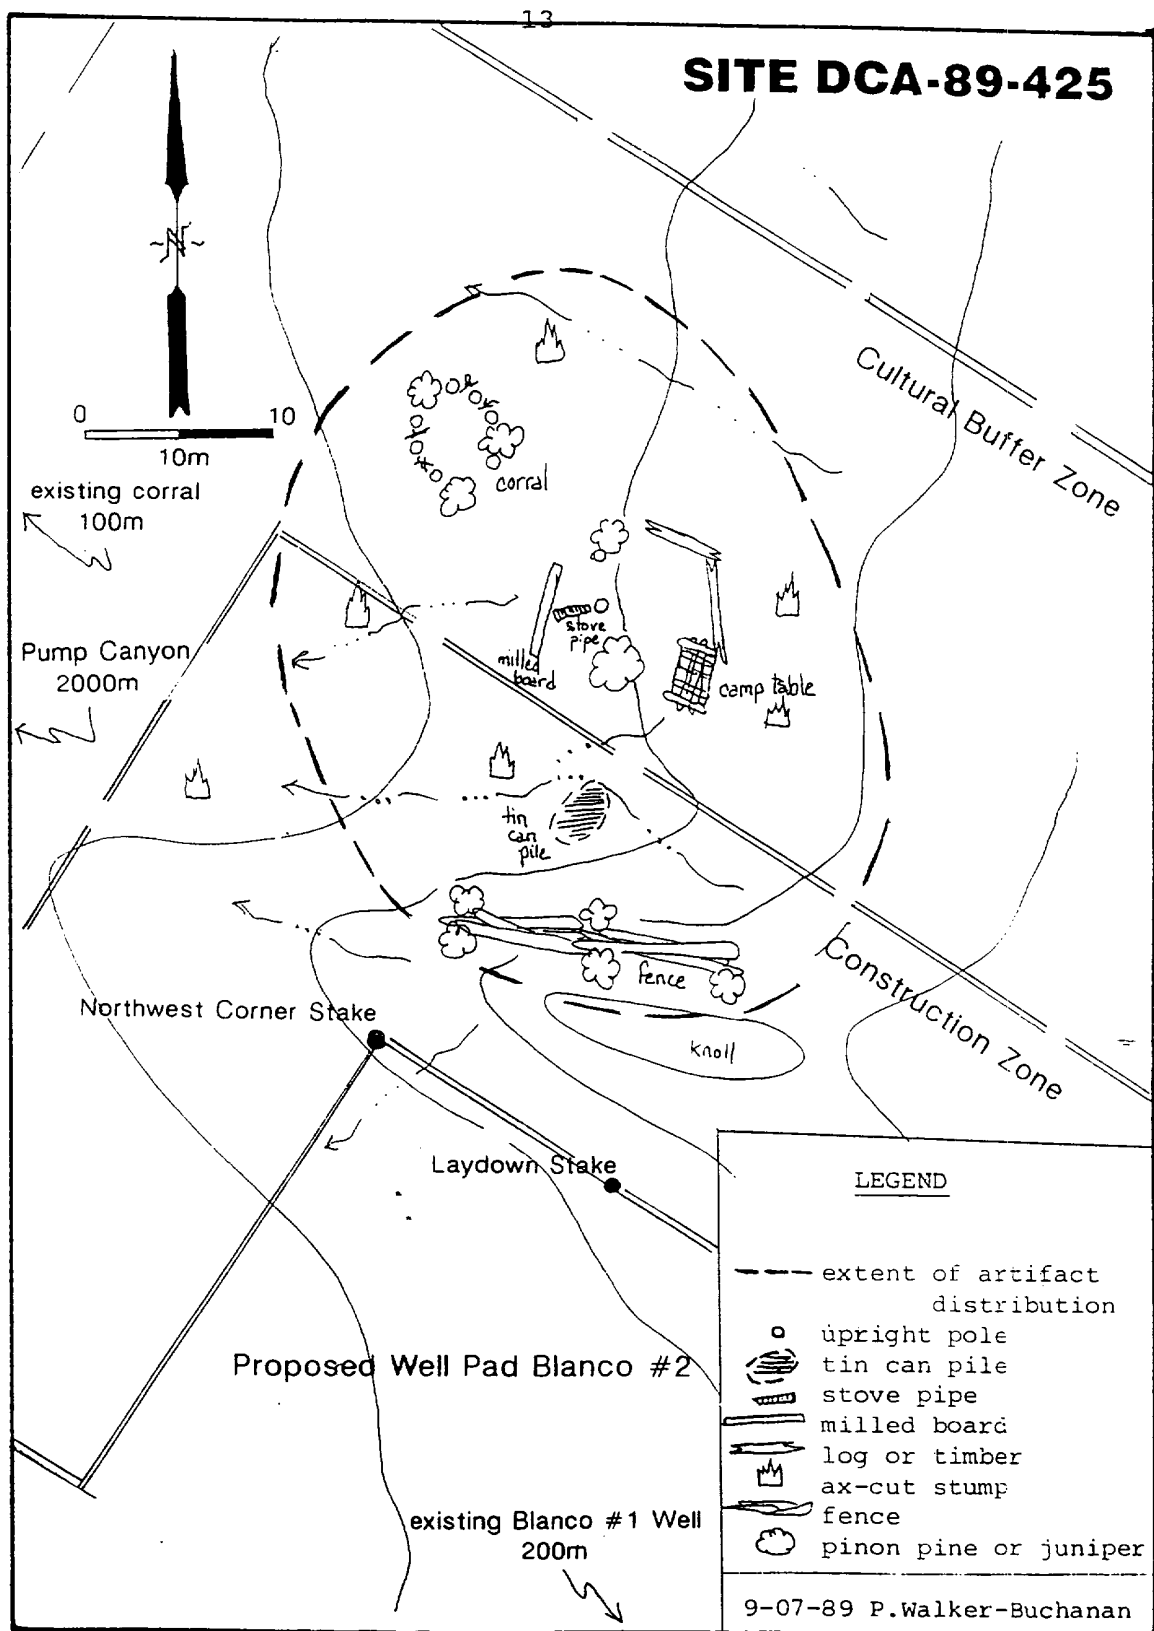 13
SITE DCA-89-425
N
0 10
10m
existing corral
100m
Cultural Buffer Zone
corral
Pump Canyon
2000m
stove
pipe
milled
board
camp table
tin
can
pile
fence
Construction Zone
Northwest Corner Stake
knoll
Laydown Stake
Proposed Well Pad Blanco #2
existing Blanco #1 Well
200m
LEGEND
extent of artifact
distribution
upright pole
tin can pile
stove pipe
milled board
log or timber
ax-cut stump
fence
pinon pine or juniper
9-07-89 P.Walker-Buchanan